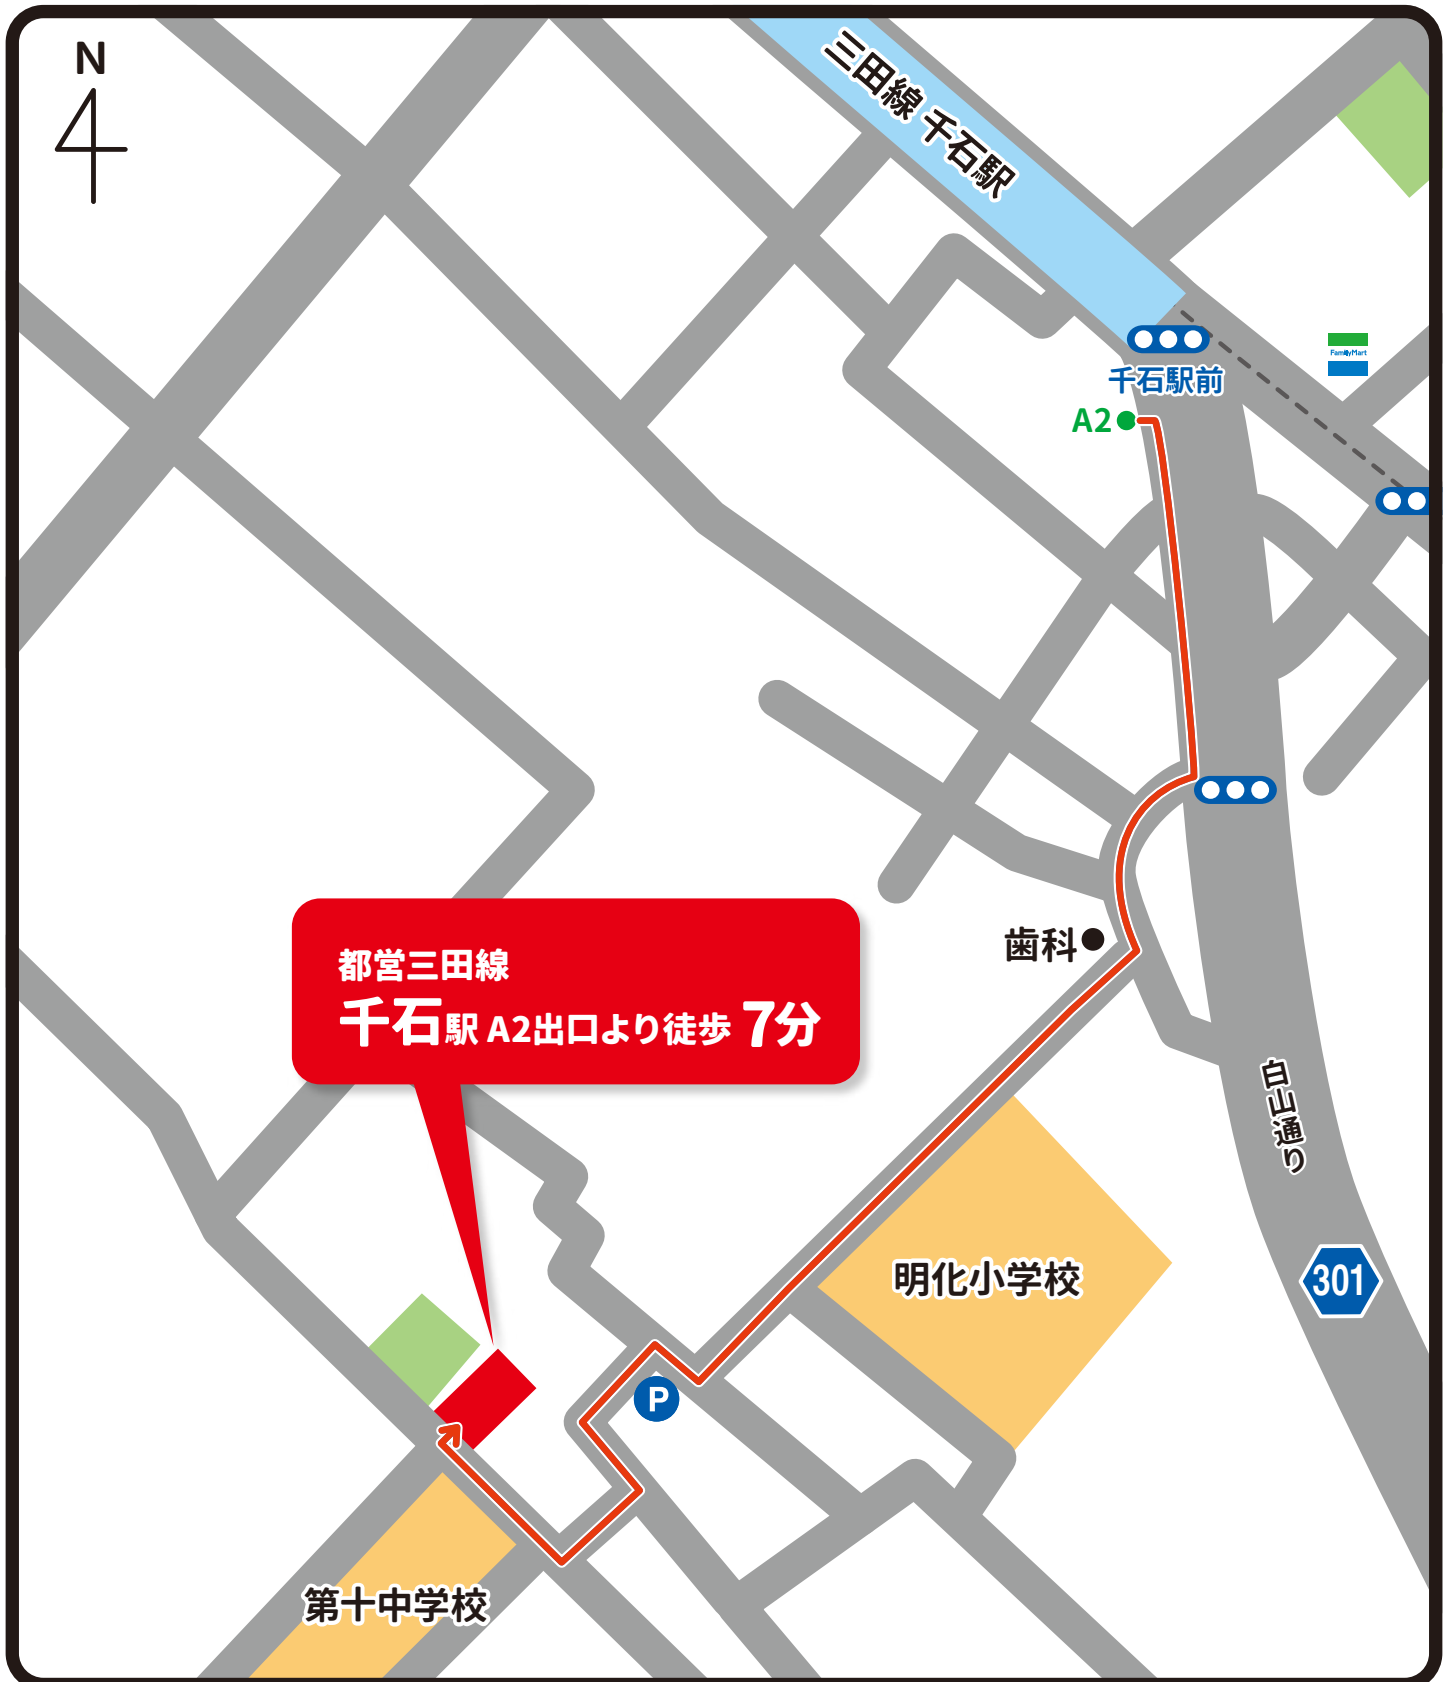 N
三田線 千石駅
FamilyMart
千石駅前
A2
歯科
都営三田線
千石駅 A2出口より徒歩 7分
白山通り
明化小学校
301
P
第十中学校